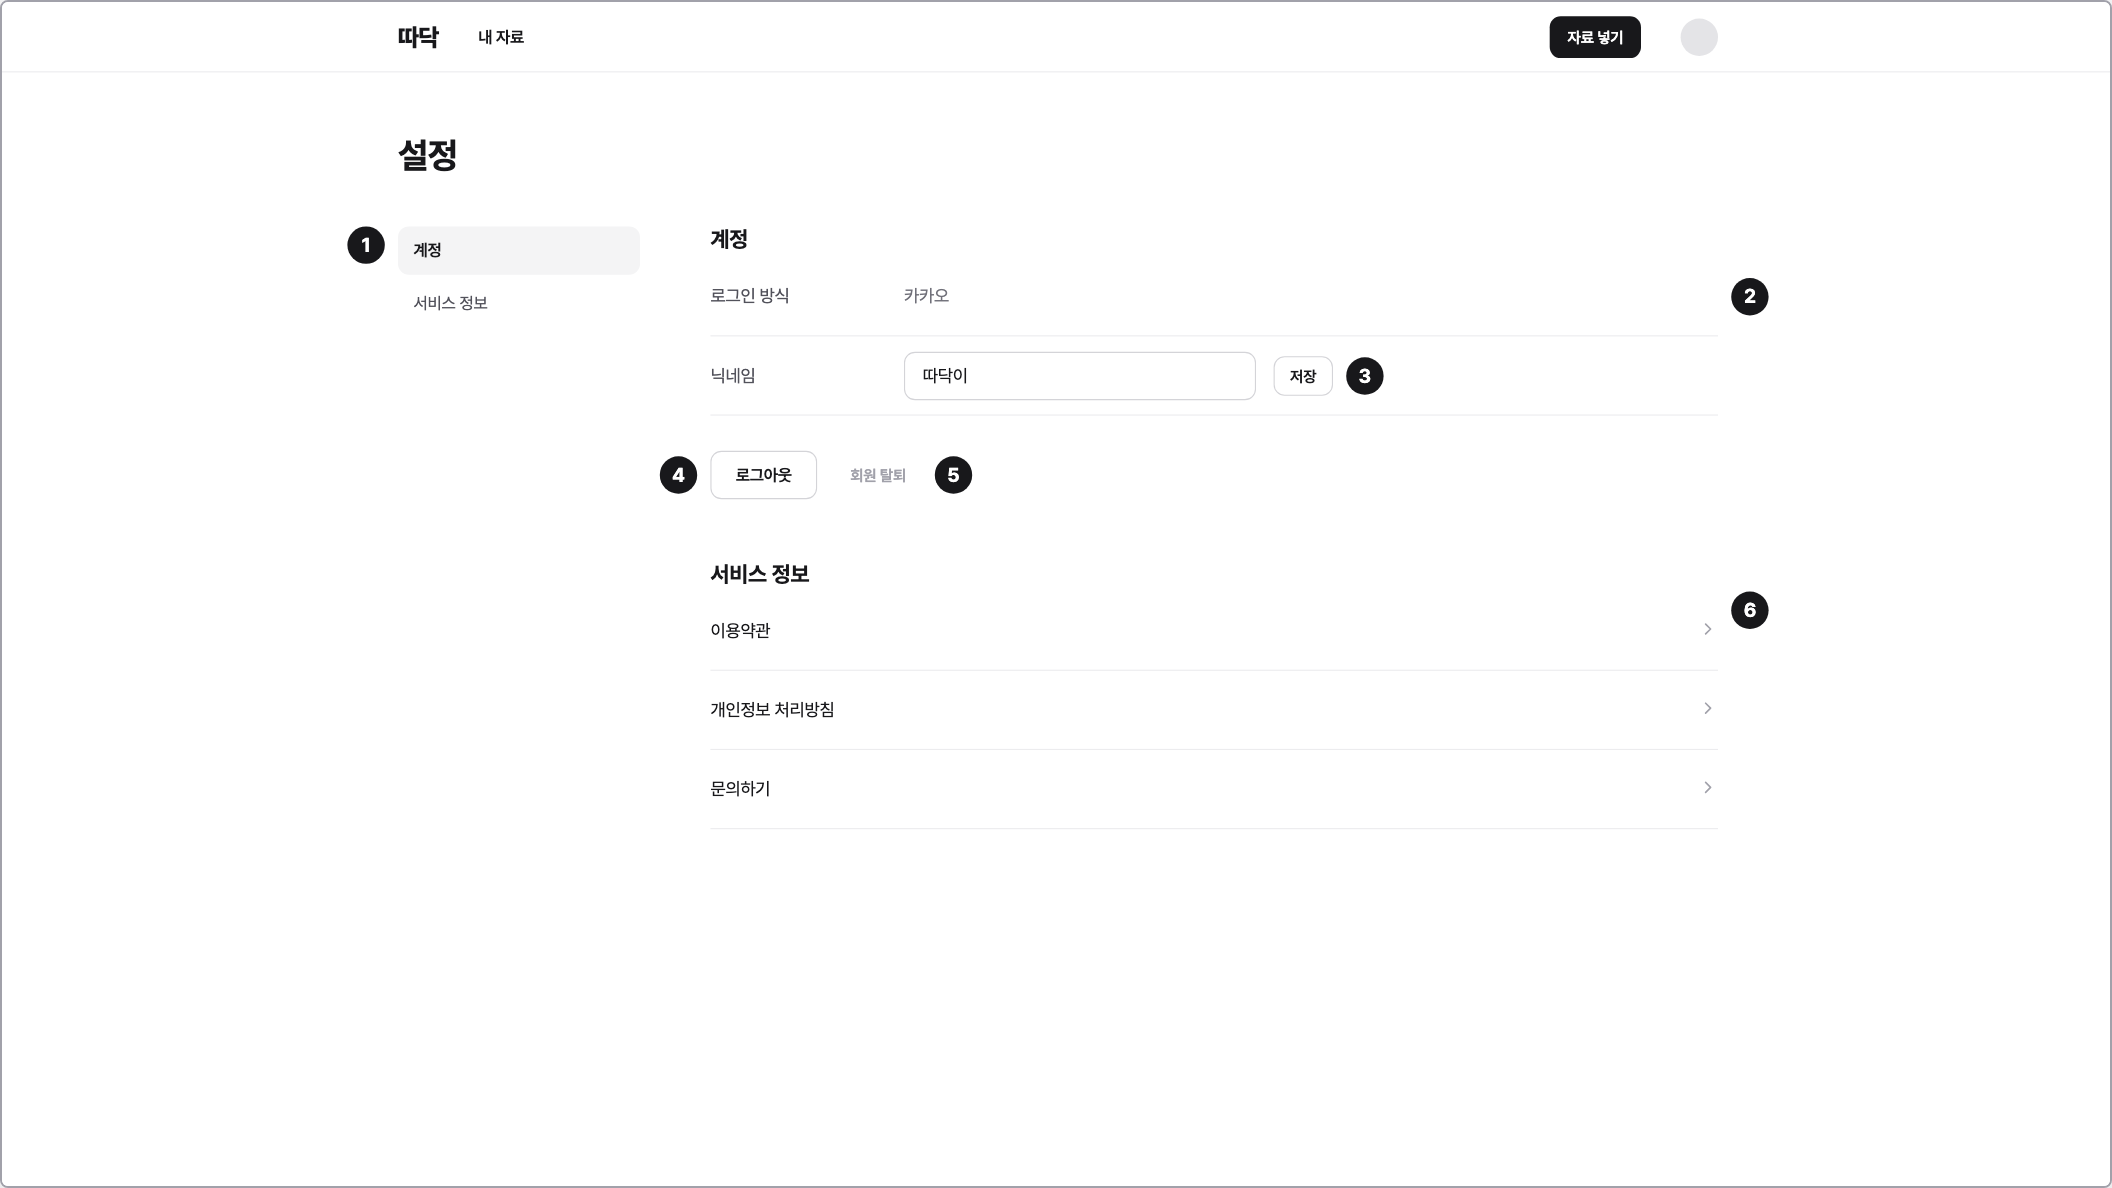 따닥 내 자료 자료 넣기
설정
1 계정
서비스 정보
계정
로그인 방식 카카오 2
닉네임 따닥이 저장 3
4 로그아웃 회원 탈퇴 5
서비스 정보
6
이용약관
개인정보 처리방침
문의하기